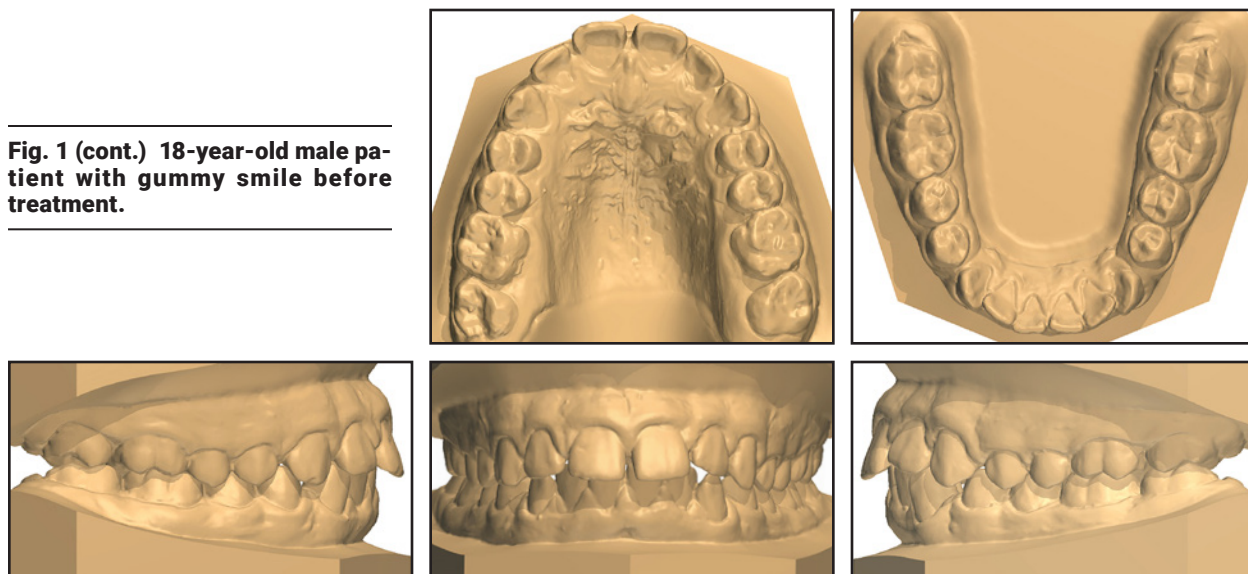 Fig. 1 (cont.) 18-year-old male pa-
tient with gummy smile before
treatment.